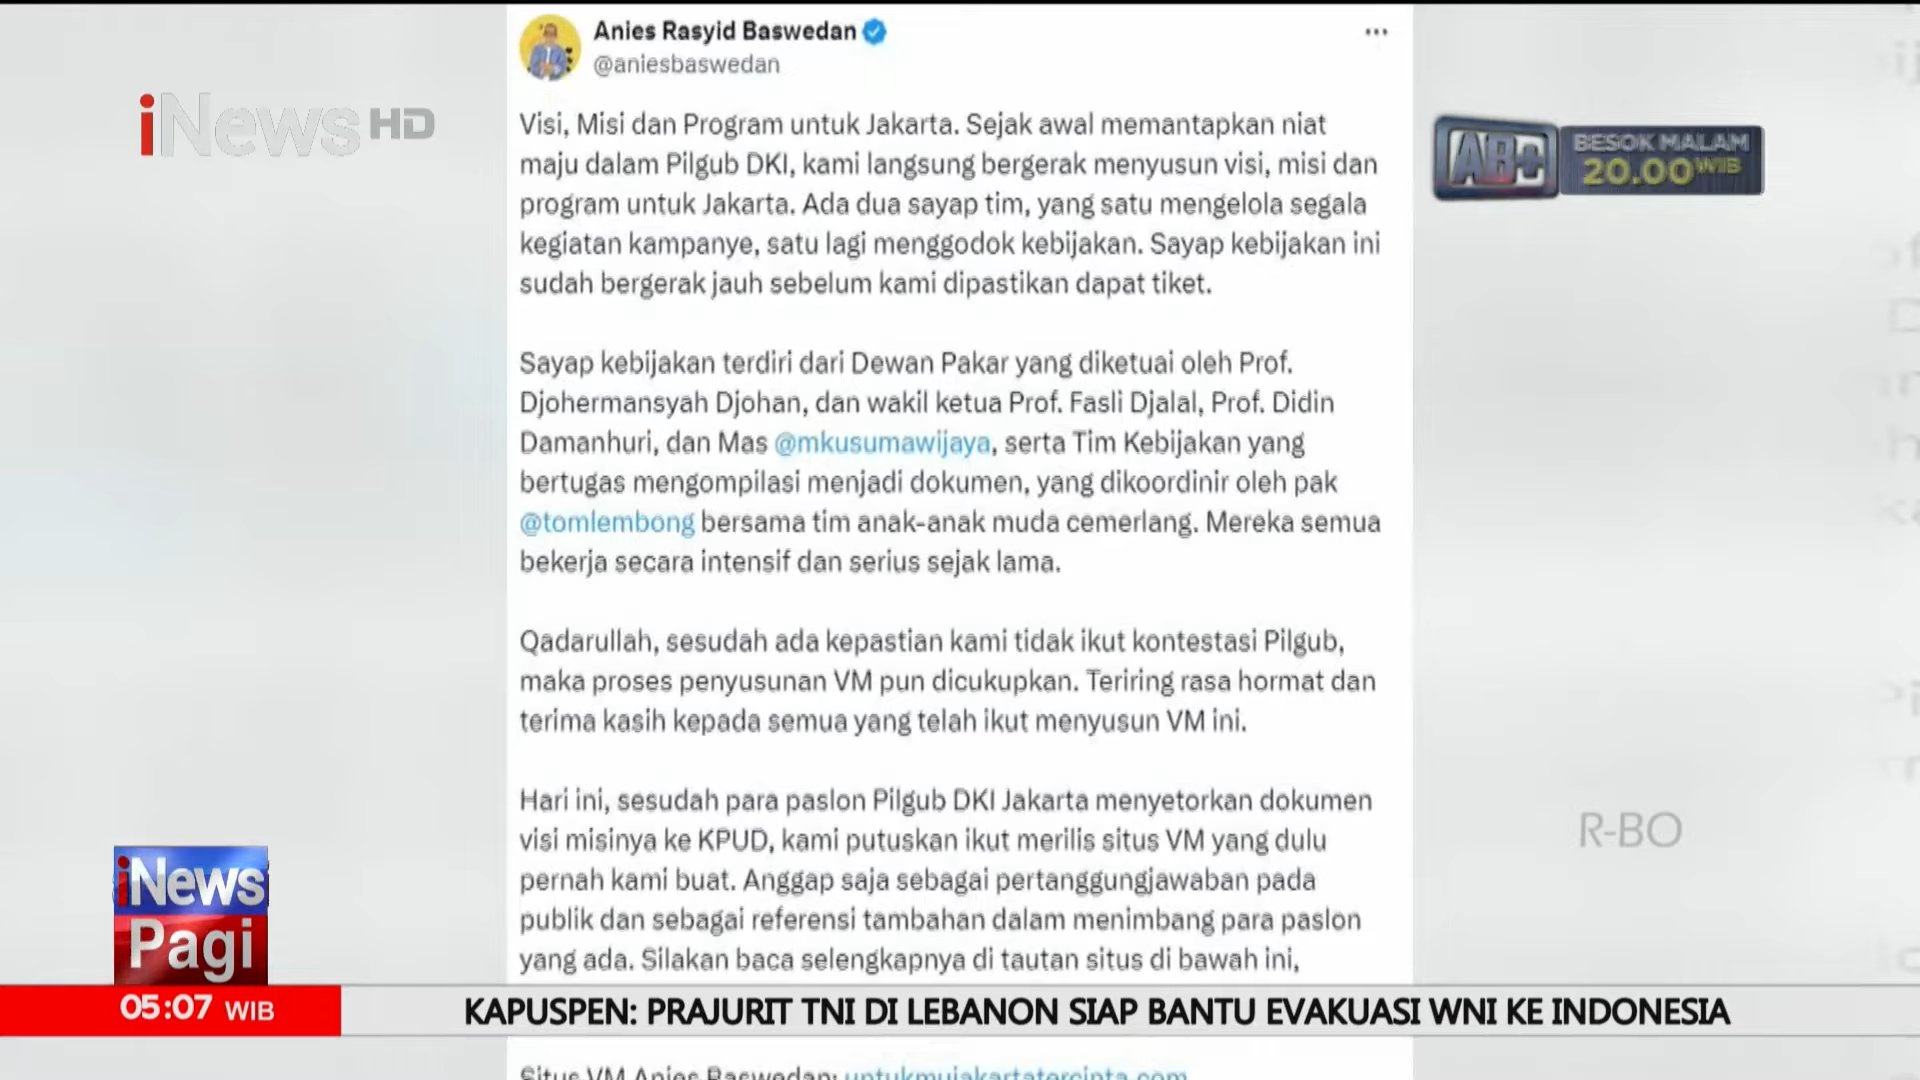 Anies Rasyid Baswedan
@aniesbaswedan
iNews HD
AB+
BESOK MALAM
20.00 WIB
Visi, Misi dan Program untuk Jakarta. Sejak awal memantapkan niat
maju dalam Pilgub DKI, kami langsung bergerak menyusun visi, misi dan
program untuk Jakarta. Ada dua sayap tim, yang satu mengelola segala
kegiatan kampanye, satu lagi menggodok kebijakan. Sayap kebijakan ini
sudah bergerak jauh sebelum kami dipastikan dapat tiket.
Sayap kebijakan terdiri dari Dewan Pakar yang diketuai oleh Prof.
Djohermansyah Djohan, dan wakil ketua Prof. Fasli Djalal, Prof. Didin
Damanhuri, dan Mas @mkusumawijaya, serta Tim Kebijakan yang
bertugas mengompilasi menjadi dokumen, yang dikoordinir oleh pak
@tomlembong bersama tim anak-anak muda cemerlang. Mereka semua
bekerja secara intensif dan serius sejak lama.
Qadarullah, sesudah ada kepastian kami tidak ikut kontestasi Pilgub,
maka proses penyusunan VM pun dicukupkan. Teriring rasa hormat dan
terima kasih kepada semua yang telah ikut menyusun VM ini.
Hari ini, sesudah para paslon Pilgub DKI Jakarta menyetorkan dokumen
visi misinya ke KPUD, kami putuskan ikut merilis situs VM yang dulu
pernah kami buat. Anggap saja sebagai pertanggungjawaban pada
publik dan sebagai referensi tambahan dalam menimbang para paslon
yang ada. Silakan baca selengkapnya di tautan situs di bawah ini,
R-BO
iNews
Pagi
05:07 WIB
KAPUSPEN: PRAJURIT TNI DI LEBANON SIAP BANTU EVAKUASI WNI KE INDONESIA
Situs VM Anies Baswedan: untukmujakartatercinta.com